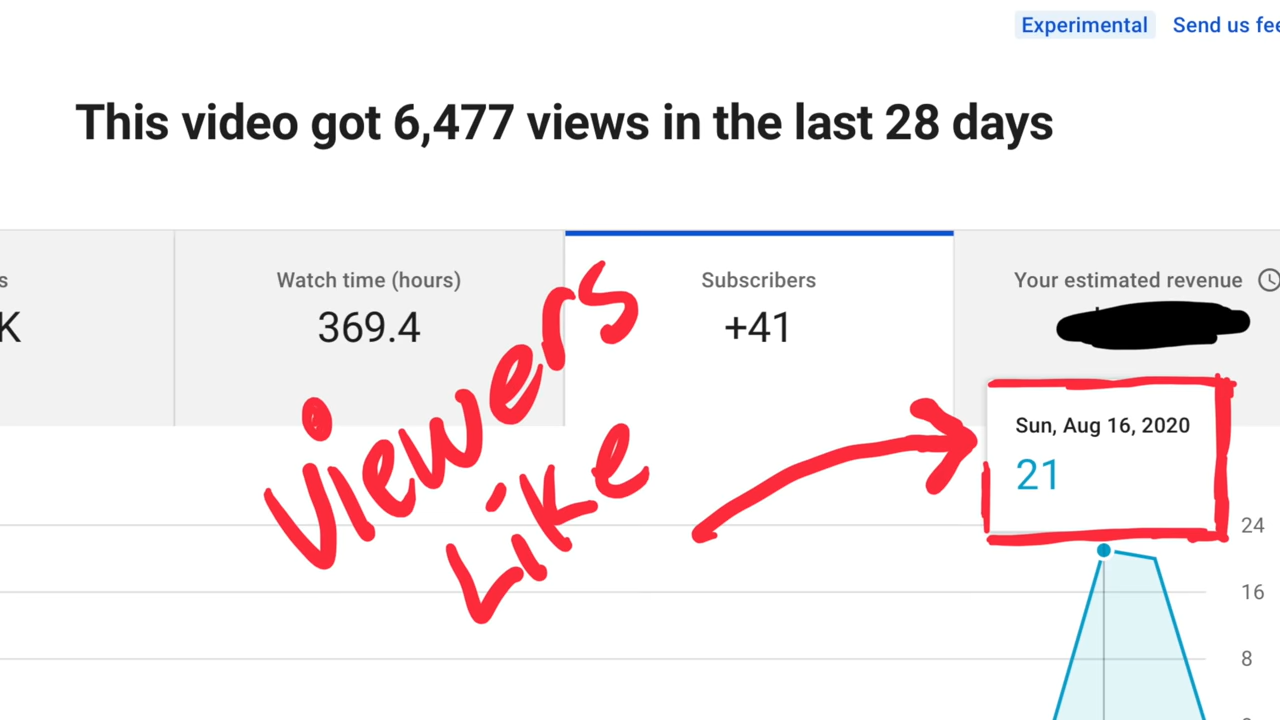 Experimental Send us fee
This video got 6,477 views in the last 28 days
s
K
Watch time (hours)
369.4
Subscribers
+41
Your estimated revenue
Viewers
Like
Sun, Aug 16, 2020
21
24
16
8